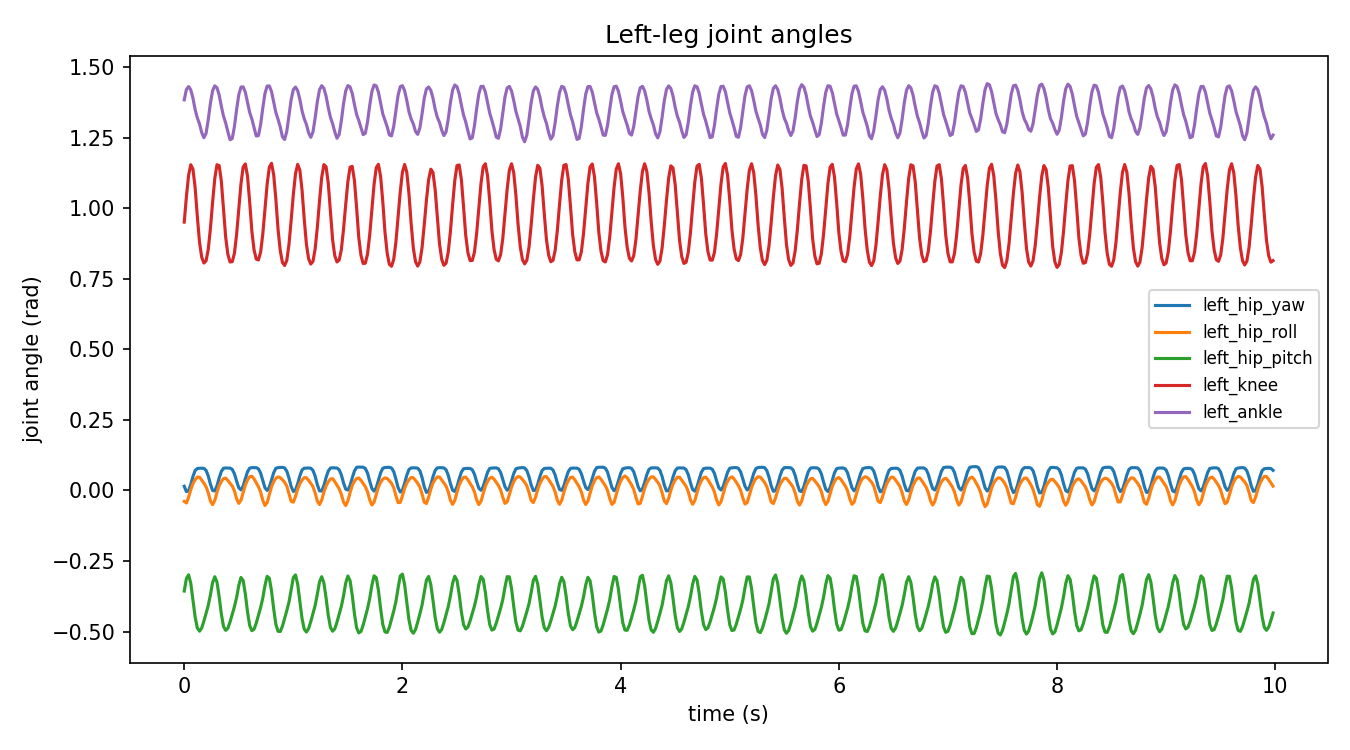 Left-leg joint angles
joint angle (rad)
1.50
1.25
1.00
0.75
0.50
0.25
0.00
−0.25
−0.50
left_hip_yaw
left_hip_roll
left_hip_pitch
left_knee
left_ankle
0 2 4 6 8 10
time (s)